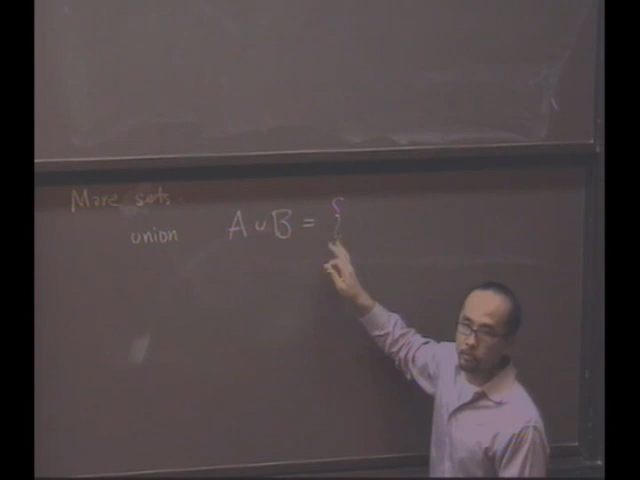 More sets
union A ∪ B = {